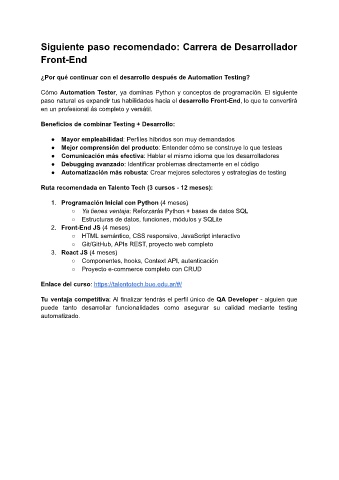 Siguiente paso recomendado: Carrera de Desarrollador
Front-End
¿Por qué continuar con el desarrollo después de Automation Testing?
Cómo Automation Tester, ya dominas Python y conceptos de programación. El siguiente
paso natural es expandir tus habilidades hacia el desarrollo Front-End, lo que te convertirá
en un profesional ás completo y versátil.
Beneficios de combinar Testing + Desarrollo:
● Mayor empleabilidad: Perfiles híbridos son muy demandados
● Mejor comprensión del producto: Entender cómo se construye lo que testeas
● Comunicación más efectiva: Hablar el mismo idioma que los desarrolladores
● Debugging avanzado: Identificar problemas directamente en el código
● Automatización más robusta: Crear mejores selectores y estrategias de testing
Ruta recomendada en Talento Tech (3 cursos - 12 meses):
1. Programación Inicial con Python (4 meses)
○ Ya tienes ventaja: Reforzarás Python + bases de datos SQL
○ Estructuras de datos, funciones, módulos y SQLite
2. Front-End JS (4 meses)
○ HTML semántico, CSS responsivo, JavaScript interactivo
○ Git/GitHub, APIs REST, proyecto web completo
3. React JS (4 meses)
○ Componentes, hooks, Context API, autenticación
○ Proyecto e-commerce completo con CRUD
Enlace del curso: https://talentotech.bue.edu.ar/#/
Tu ventaja competitiva: Al finalizar tendrás el perfil único de QA Developer - alguien que
puede tanto desarrollar funcionalidades como asegurar su calidad mediante testing
automatizado.